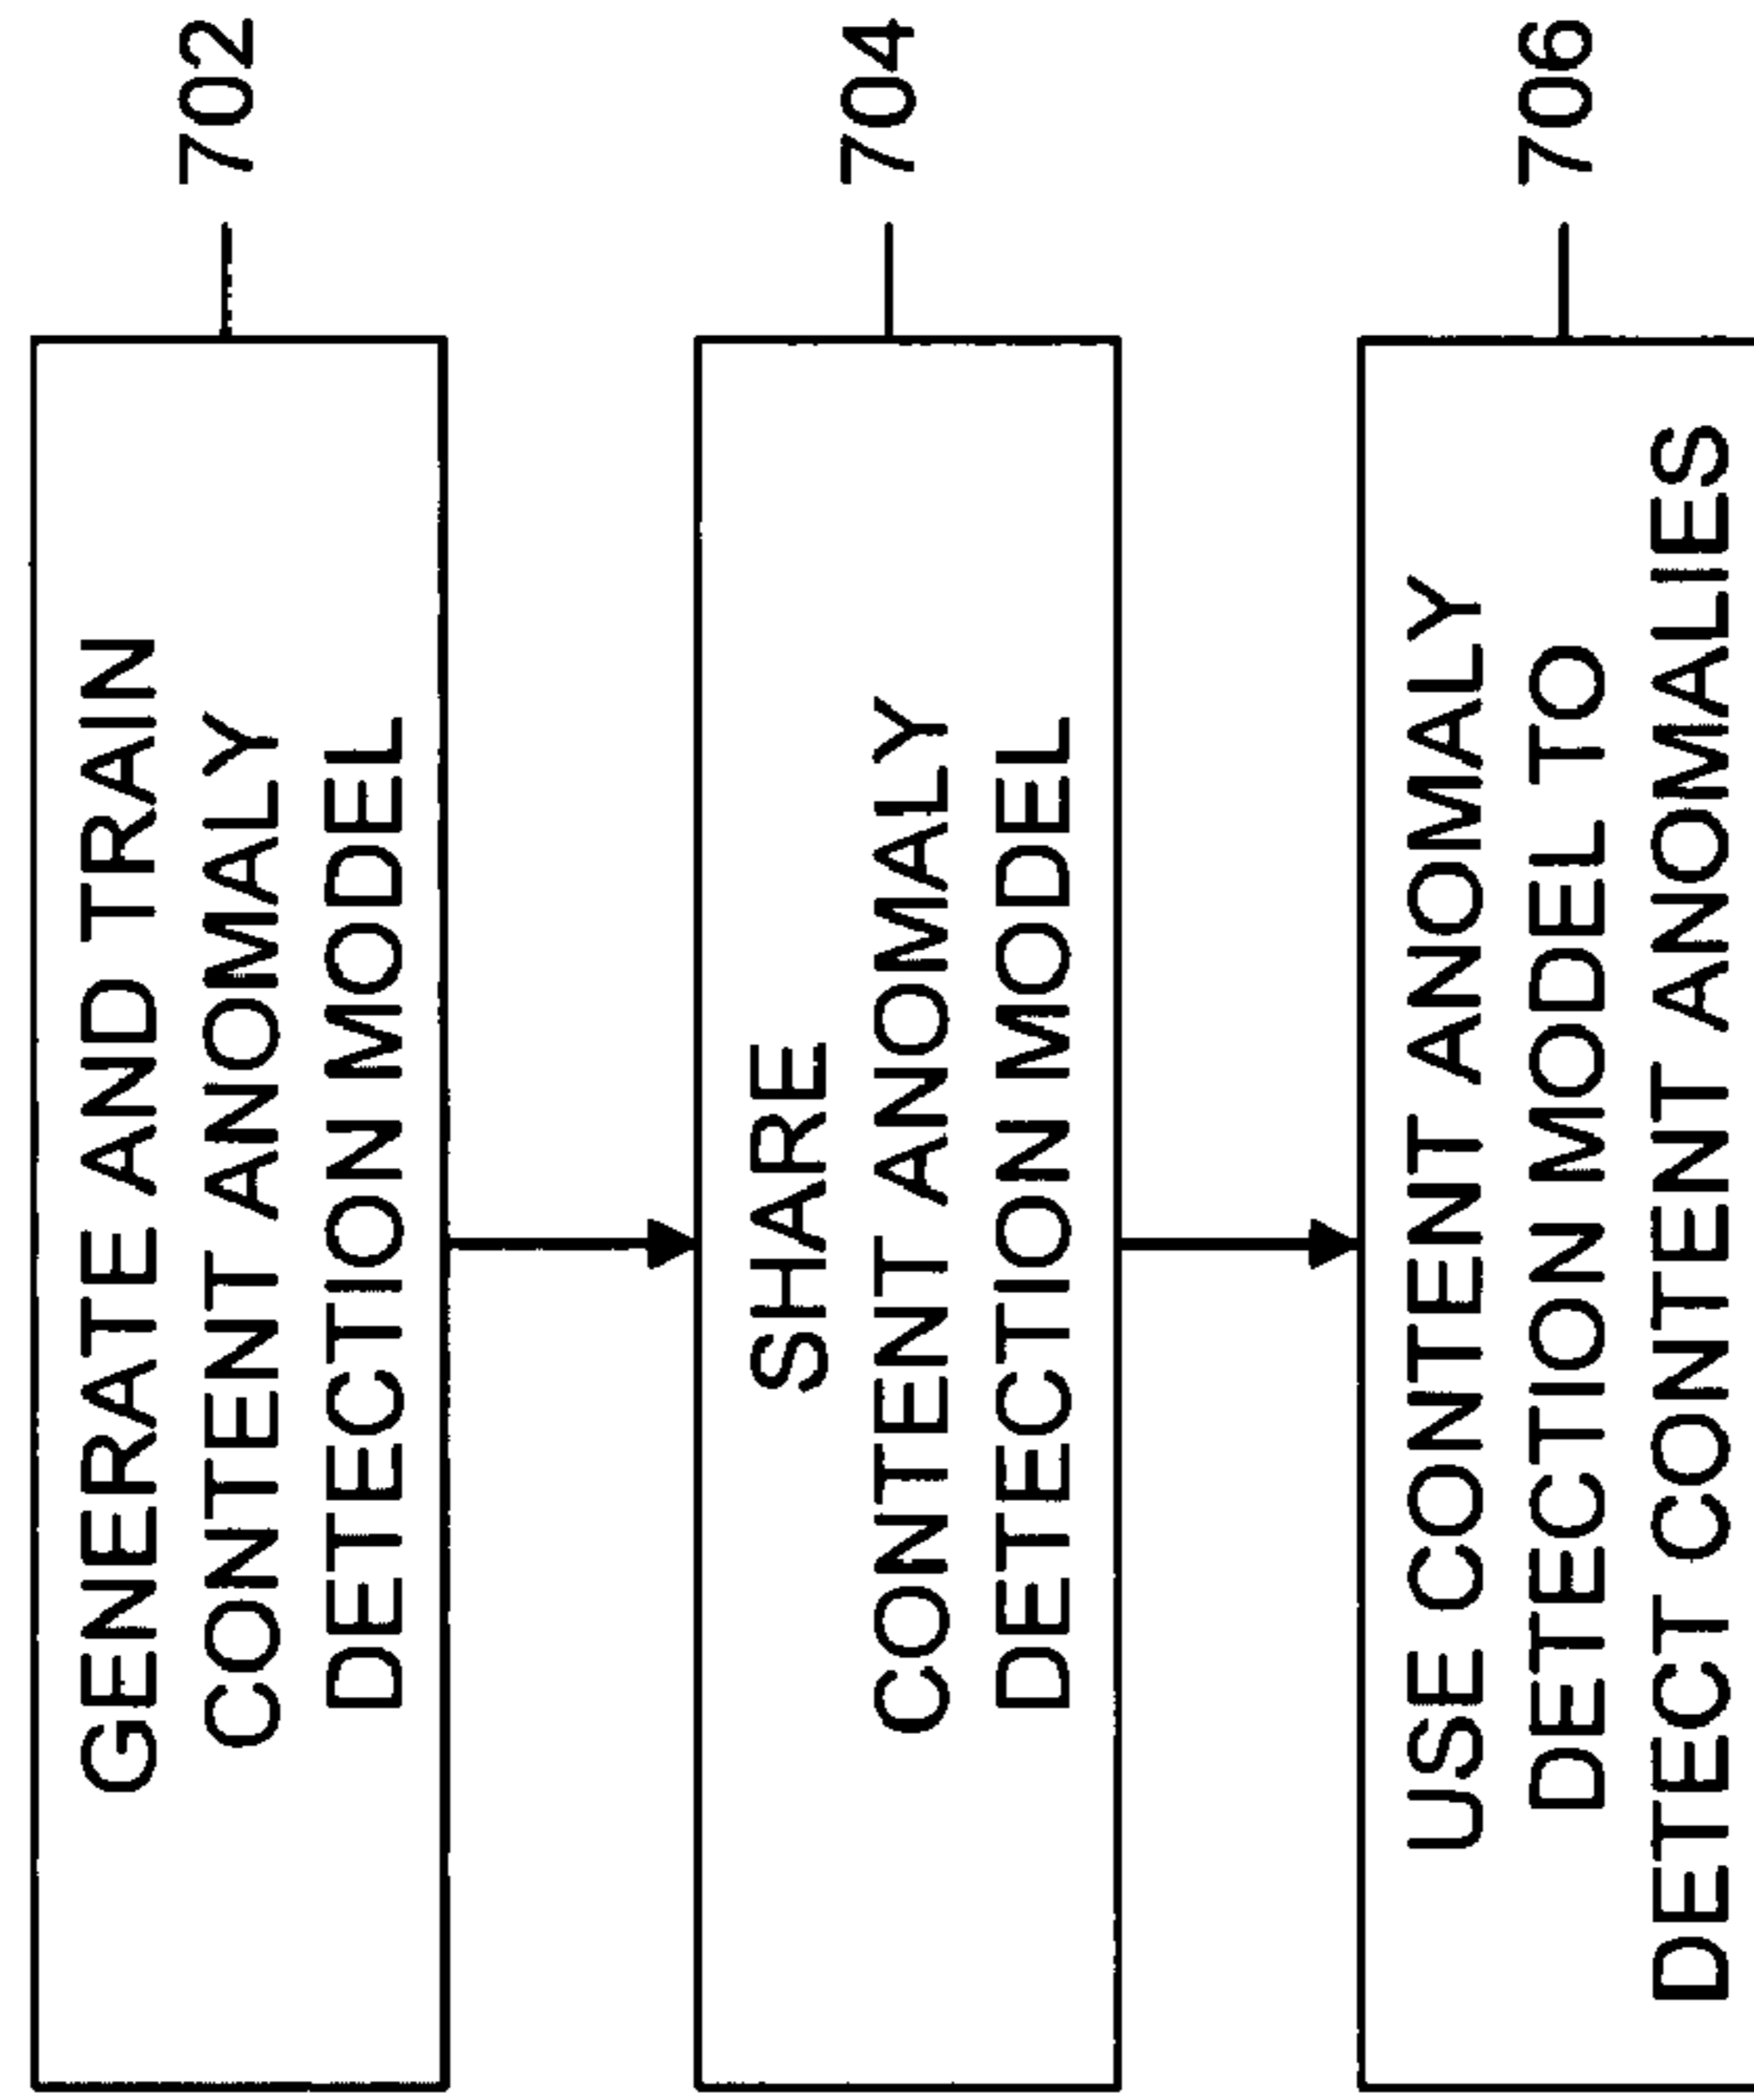 GENERATE AND TRAIN
CONTENT ANOMALY
DETECTION MODEL
702
SHARE
CONTENT ANOMALY
DETECTION MODEL
704
USE CONTENT ANOMALY
DETECTION MODEL TO
DETECT CONTENT ANOMALIES
706